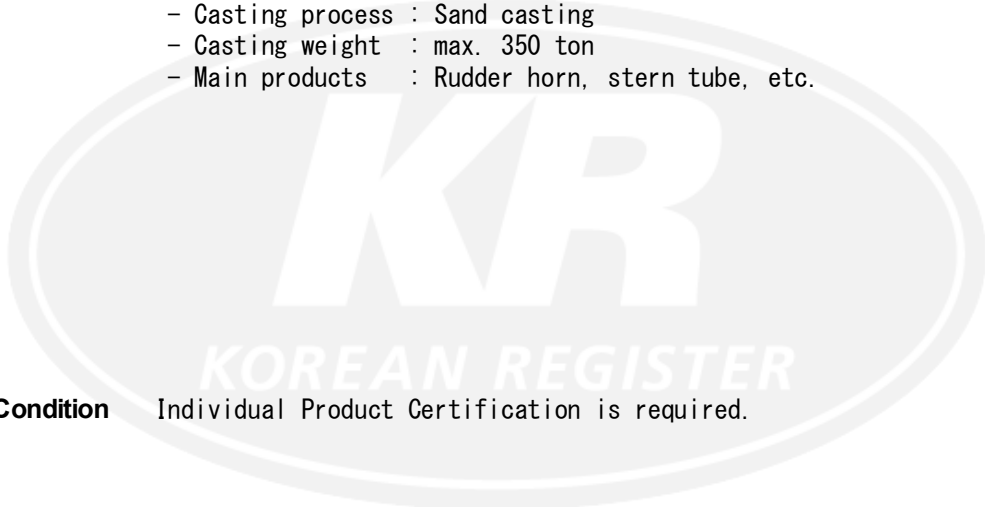 - Casting process : Sand casting
- Casting weight : max. 350 ton
- Main products : Rudder horn, stern tube, etc.
KR
KOREAN REGISTER
Condition Individual Product Certification is required.